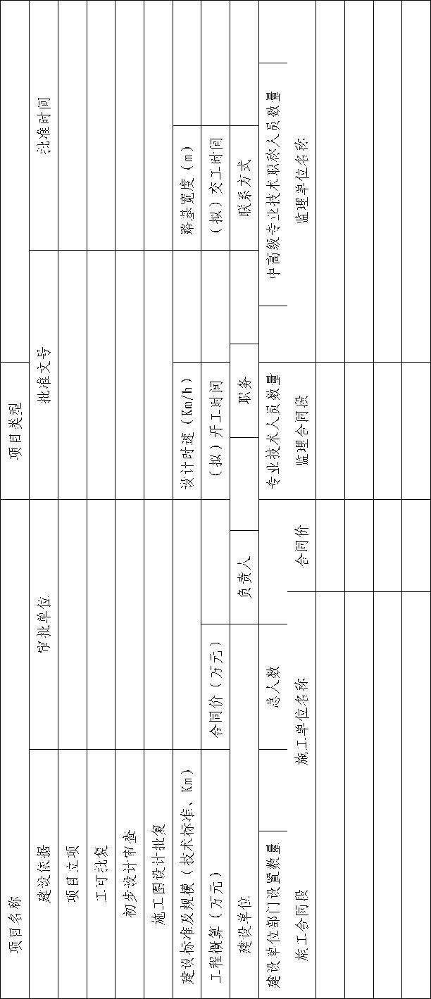 项目名称 项目类型
建设依据 审批单位 批准文号 批准时间
项目立项
工可批复
初步设计审查
施工图设计批复
建设标准及规模（技术标准、Km） 设计时速（Km/h） 路基宽度（m）
工程概算（万元） 合同价（万元） （拟）开工时间 （拟）交工时间
建设单位 负责人 职务 联系方式
建设单位部门设置数量 总人数 专业技术人员数量 中高级专业技术职称人员数量
施工合同段 施工单位名称 合同价 监理合同段 监理单位名称